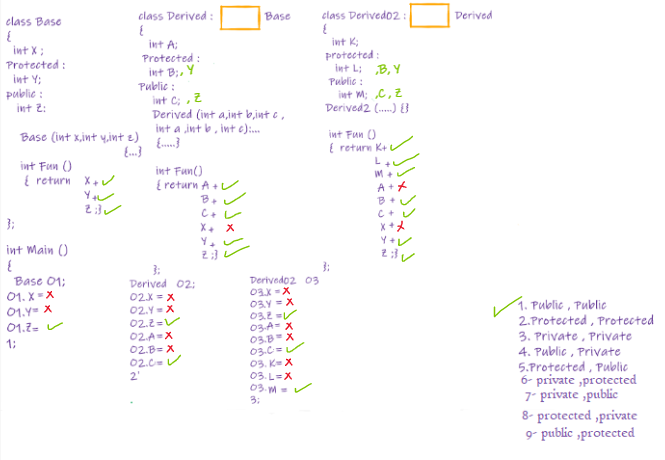 class Base
{
int X ;
Protected :
int Y;
public :
int Z:
Base (int x,int y,int z)
{...}
int Fun ()
{ return X +
Y +
Z ;}
};
int Main ()
{
Base O1;
O1. X = x
O1.Y= x
O1.Z=
1;
class Derived : Base
{
int A;
Protected :
int B; , Y
Public :
int C; , Z
Derived (int a,int b,int c ,
int a ,int b , int c):...
{.....}
int Fun()
{ return A +
B +
C +
X + x
Y +
Z ;}
};
Derived O2;
O2.X = x
O2.Y = x
O2.Z =
O2.A = x
O2.B = x
O2.C =
2'
class Derived02 : Derived
{
int K;
protected :
int L; ,B, Y
Public :
int M; ,C, Z
Derived2 (.....) {}
int Fun ()
{ return K+
L +
M +
A + x
B +
C +
X + x
Y +
Z ;}
};
Derived02 O3
O3.X = x
O3.Y = x
O3.Z =
O3.A = x
O3.B = x
O3.C =
O3. K = x
O3. L = x
O3. M =
3;
1. Public , Public
2.Protected , Protected
3. Private , Private
4. Public , Private
5.Protected , Public
6- private ,protected
7- private ,public
8- protected ,private
9- public ,protected